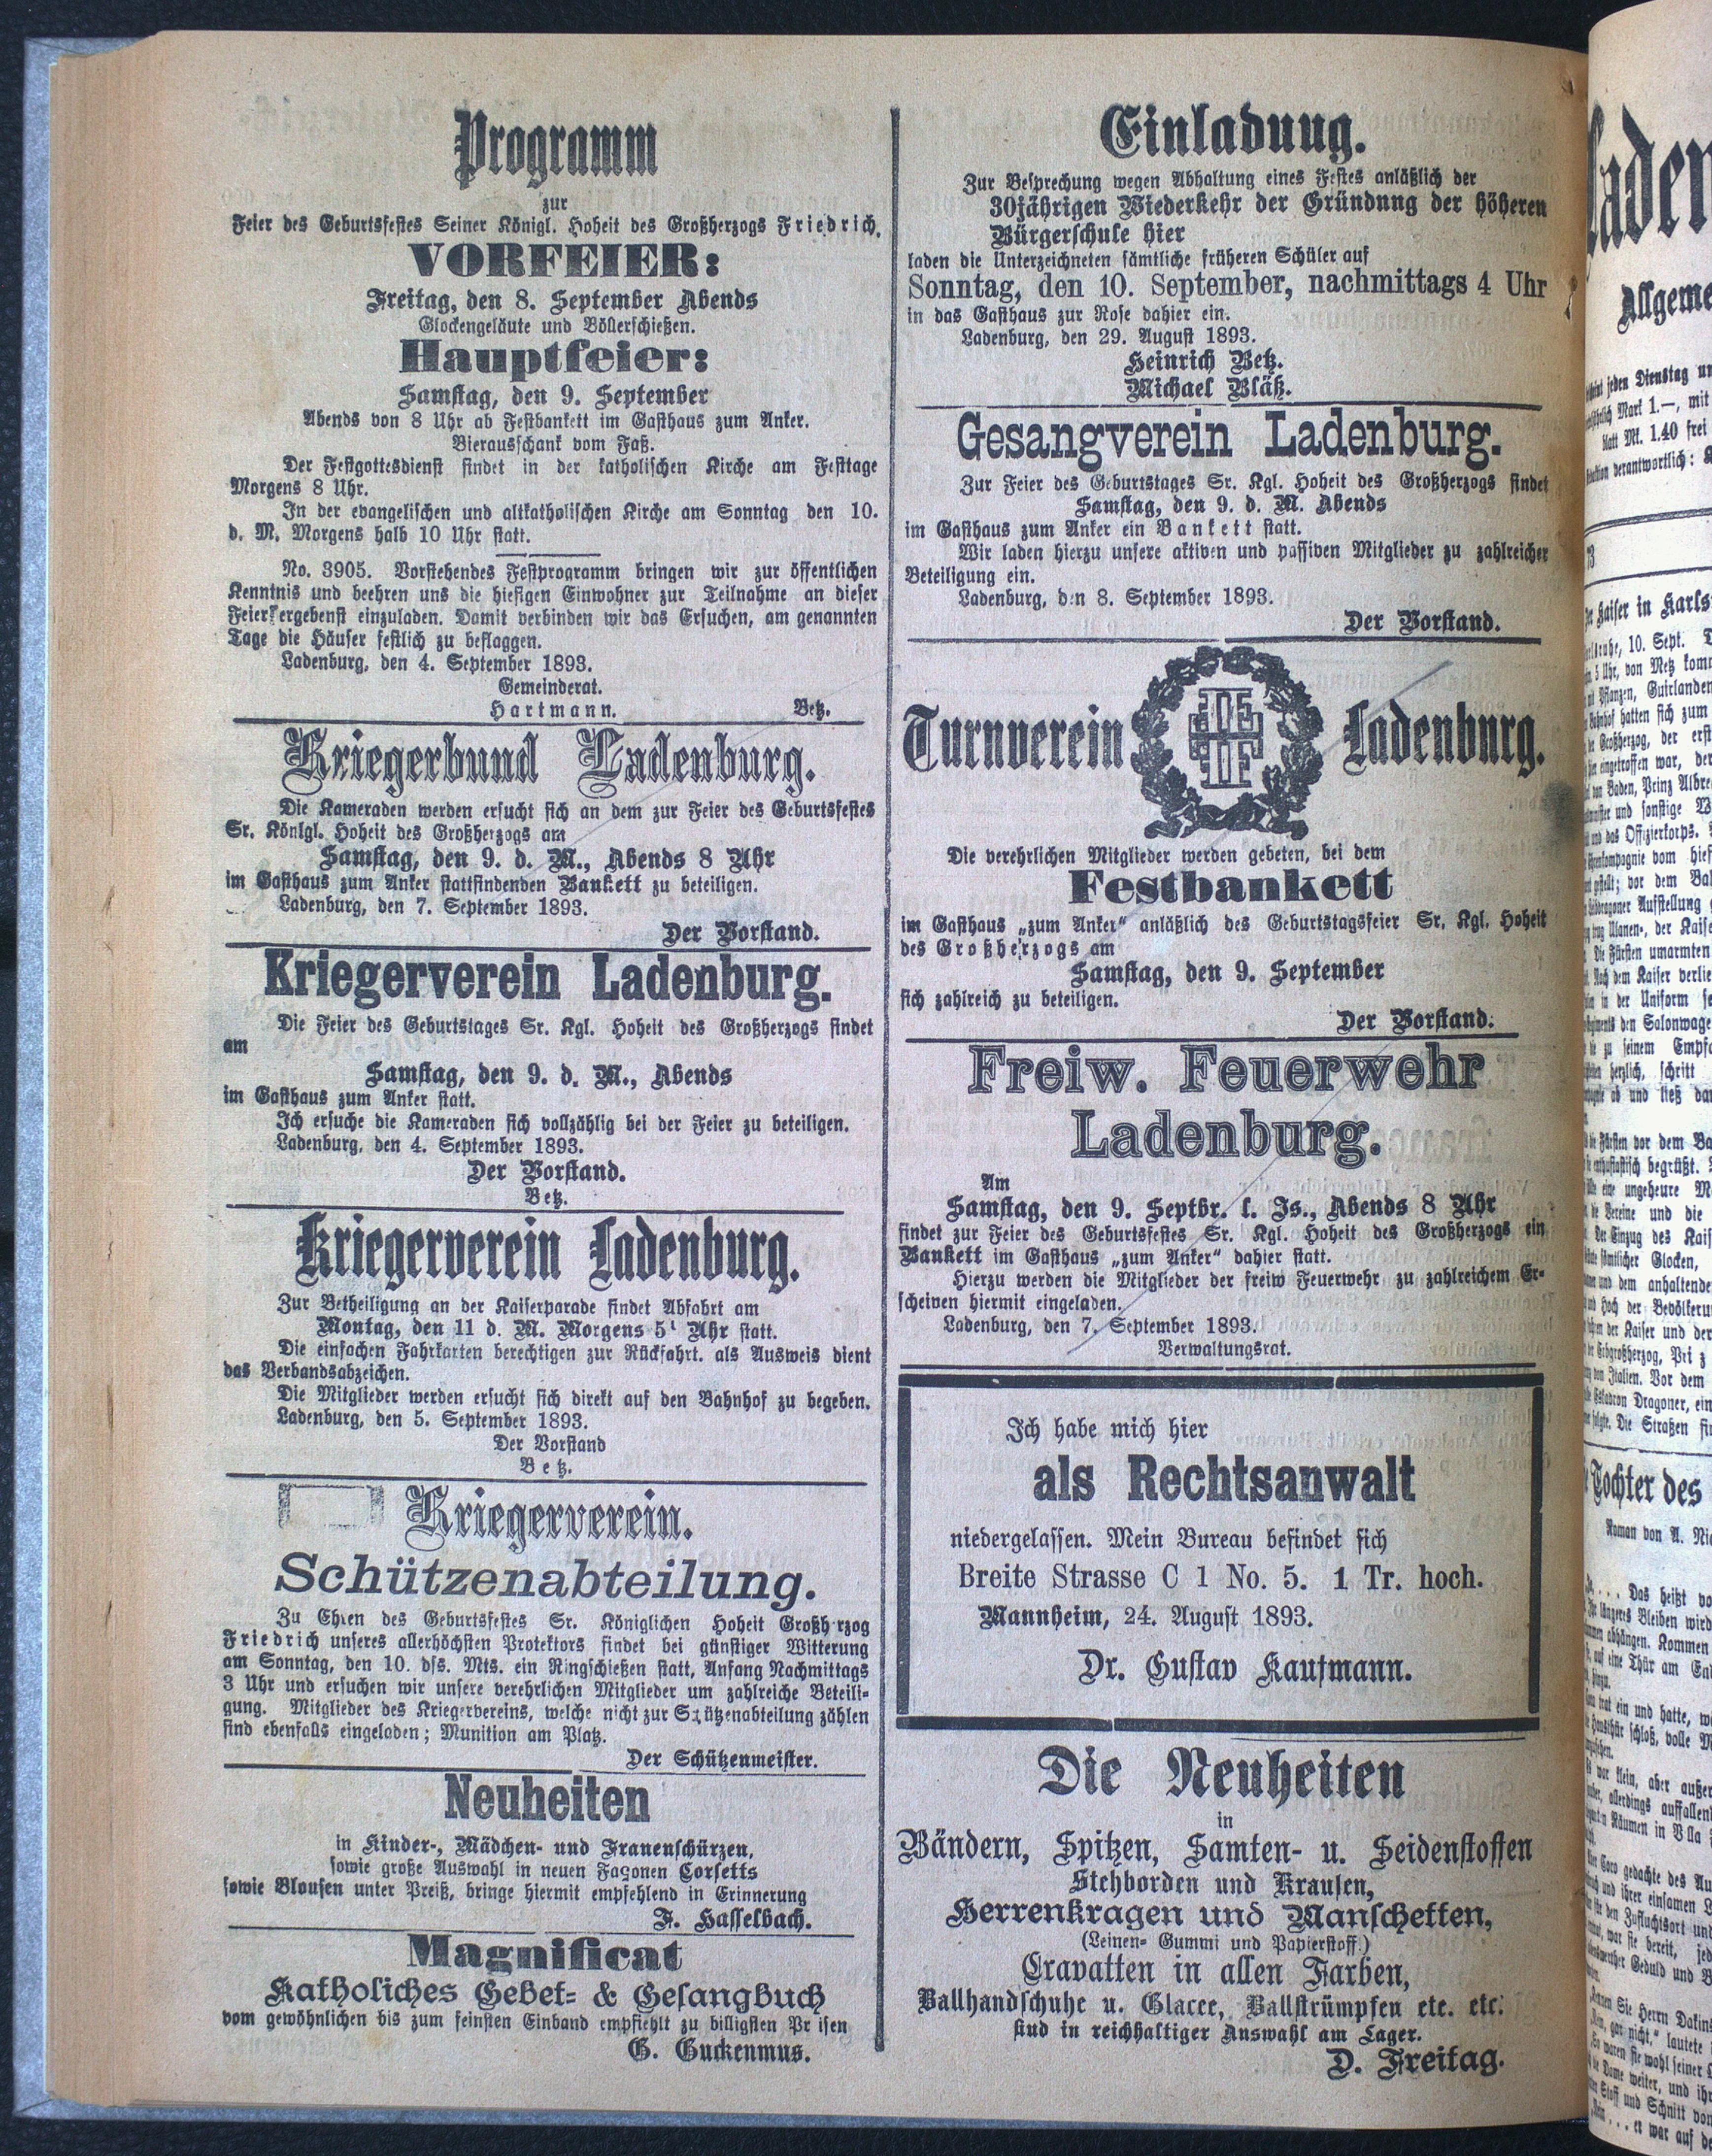 Programm
zur
Feier des Geburtsfestes Seiner Königl. Hoheit des Großherzogs Friedrich.
VORFEIER:
Freitag, den 8. September Abends
Glockengeläute und Böllerschießen.
Hauptfeier:
Samstag, den 9. September
Abends von 8 Uhr ab Festbankett im Gasthaus zum Anker.
Bierausschank vom Faß.
Der Festgottesdienst findet in der katholischen Kirche am Festtage
Morgens 8 Uhr.
In der evangelischen und altkatholischen Kirche am Sonntag den 10.
d. M. Morgens halb 10 Uhr statt.
No. 3905. Vorstehendes Festprogramm bringen wir zur öffentlichen
Kenntnis und beehren uns die hiesigen Einwohner zur Teilnahme an dieser
Feier ergebenst einzuladen. Damit verbinden wir das Ersuchen, am genannten
Tage die Häuser festlich zu beflaggen.
Ladenburg, den 4. September 1893.
Gemeinderat.
Hartmann. Betz.
Kriegerbund Ladenburg.
Die Kameraden werden ersucht sich an dem zur Feier des Geburtsfestes
Sr. Königl. Hoheit des Großherzogs am
Samstag, den 9. d. M., Abends 8 Uhr
im Gasthaus zum Anker stattfindenden Bankett zu beteiligen.
Ladenburg, den 7. September 1893.
Der Vorstand.
Kriegerverein Ladenburg.
Die Feier des Geburtstages Sr. Kgl. Hoheit des Großherzogs findet
am
Samstag, den 9. d. M., Abends
im Gasthaus zum Anker statt.
Ich ersuche die Kameraden sich vollzählig bei der Feier zu beteiligen.
Ladenburg, den 4. September 1893.
Der Vorstand.
Betz.
Kriegerverein Ladenburg.
Zur Betheiligung an der Kaiserparade findet Abfahrt am
Montag, den 11 d. M. Morgens 5¹ Uhr statt.
Die einfachen Fahrkarten berechtigen zur Rückfahrt. als Ausweis dient
das Verbandsabzeichen.
Die Mitglieder werden ersucht sich direkt auf den Bahnhof zu begeben.
Ladenburg, den 5. September 1893.
Der Vorstand
Betz.
Kriegerverein.
Schützenabteilung.
Zu Ehren des Geburtsfestes Sr. Königlichen Hoheit Großh rzog
Friedrich unseres allerhöchsten Protektors findet bei günstiger Witterung
am Sonntag, den 10. dss. Mts. ein Ringschießen statt, Anfang Nachmittags
3 Uhr und ersuchen wir unsere verehrlichen Mitglieder um zahlreiche Beteili-
gung. Mitglieder des Kriegervereins, welche nicht zur Schützenabteilung zählen
sind ebenfalls eingeladen; Munition am Platz.
Der Schützenmeister.
Neuheiten
in Kinder-, Mädchen- und Frauenschürzen,
sowie große Auswahl in neuen Façonen Corsetts
sowie Blousen unter Preiß, bringe hiermit empfehlend in Erinnerung
F. Hasselbach.
Magnificat
Katholiches Gebet- & Gesangbuch
vom gewöhnlichen bis zum feinsten Einband empfiehlt zu billigsten Pr isen
G. Guckenmus.
Einladung.
Zur Besprechung wegen Abhaltung eines Festes anläßlich der
30jährigen Wiederkehr der Gründung der höheren
Bürgerschule hier
laden die Unterzeichneten sämtliche früheren Schüler auf
Sonntag, den 10. September, nachmittags 4 Uhr
in das Gasthaus zur Rose dahier ein.
Ladenburg, den 29. August 1893.
Heinrich Betz.
Michael Bläß.
Gesangverein Ladenburg.
Zur Feier des Geburtstages Sr. Kgl. Hoheit des Großherzogs findet
Samstag, den 9. d. M. Abends
im Gasthaus zum Anker ein Bankett statt.
Wir laden hierzu unsere aktiven und passiven Mitglieder zu zahlreicher
Beteiligung ein.
Ladenburg, den 8. September 1893.
Der Vorstand.
Turnverein Ladenburg.
Die verehrlichen Mitglieder werden gebeten, bei dem
Festbankett
im Gasthaus „zum Anker“ anläßlich des Geburtstagsfeier Sr. Kgl. Hoheit
des Großherzogs am
Samstag, den 9. September
sich zahlreich zu beteiligen.
Der Vorstand.
Freiw. Feuerwehr
Ladenburg.
Am
Samstag, den 9. Septbr. l. Js., Abends 8 Uhr
findet zur Feier des Geburtsfestes Sr. Kgl. Hoheit des Großherzogs ein
Bankett im Gasthaus „zum Anker“ dahier statt.
Hierzu werden die Mitglieder der freiw Feuerwehr zu zahlreichem Er-
scheinen hiermit eingeladen.
Ladenburg, den 7. September 1893.
Verwaltungsrat.
Ich habe mich hier
als Rechtsanwalt
niedergelassen. Mein Bureau befindet sich
Breite Strasse C 1 No. 5. 1 Tr. hoch.
Mannheim, 24. August 1893.
Dr. Gustav Kaufmann.
Die Neuheiten
in
Bändern, Spitzen, Samten- u. Seidenstoffen
Stehborden und Krausen,
Herrenkragen und Manschetten,
(Leinen- Gummi und Papierstoff.)
Cravatten in allen Farben,
Ballhandschuhe u. Glacee, Ballstrümpfen etc. etc.
sind in reichhaltiger Auswahl am Lager.
D. Freitag.